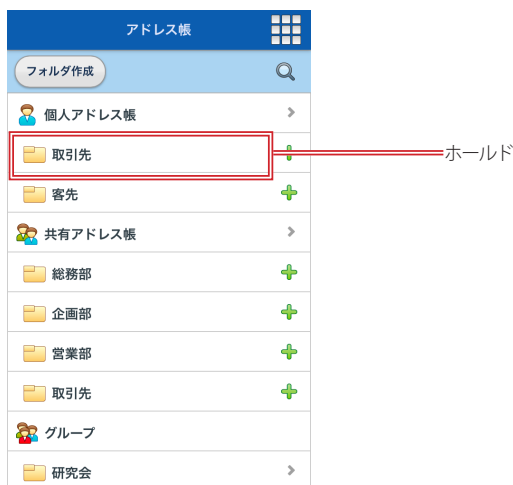 アドレス帳
フォルダ作成
個人アドレス帳
取引先
ホールド
客先
共有アドレス帳
総務部
企画部
営業部
取引先
グループ
研究会